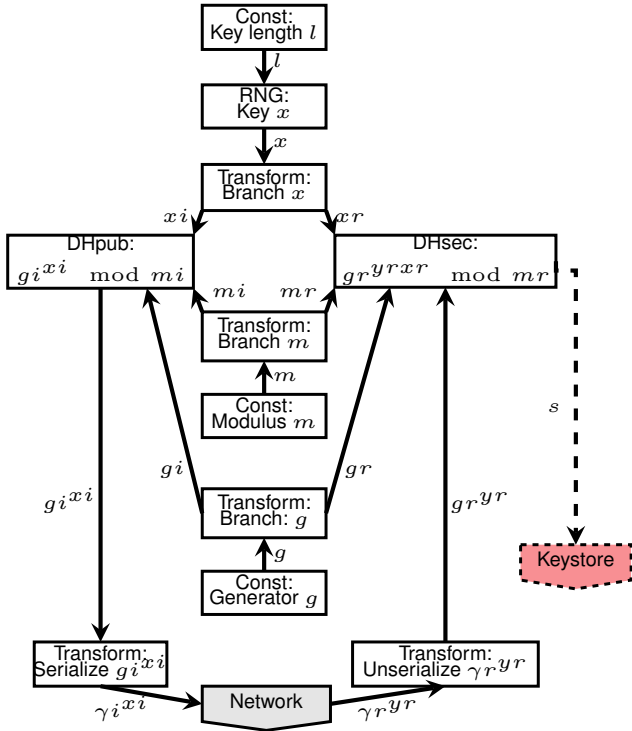 Const:
Key length l
l
RNG:
Key x
x
Transform:
Branch x
xi xr
DHpub:
gi^{xi} mod mi
DHsec:
gr^{yrxr} mod mr
mi mr
Transform:
Branch m
m
Const:
Modulus m
s
gi gr
gi^{xi}
gr^{yr}
Transform:
Branch: g
g
Const:
Generator g
Keystore
Transform:
Serialize gi^{xi}
Transform:
Unserialize γr^{yr}
γi^{xi}
Network
γr^{yr}